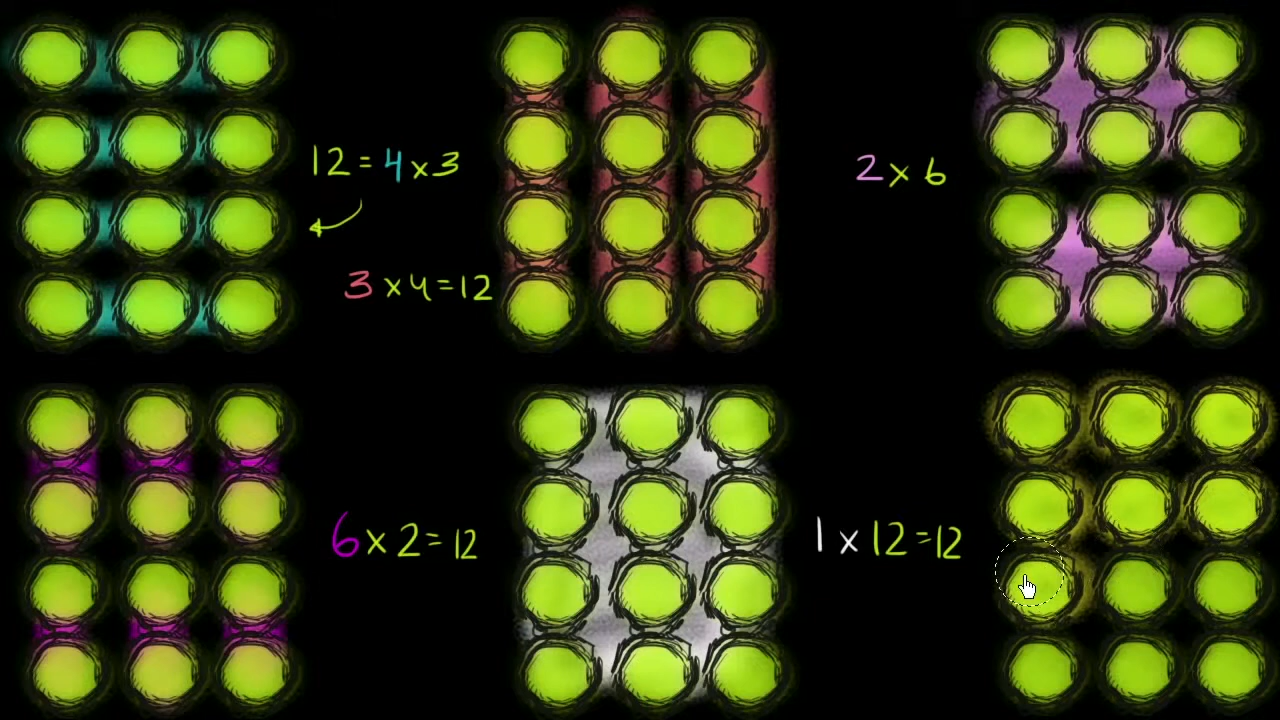 12 = 4 x 3
3 x 4 = 12
2 x 6
6 x 2 = 12
1 x 12 = 12